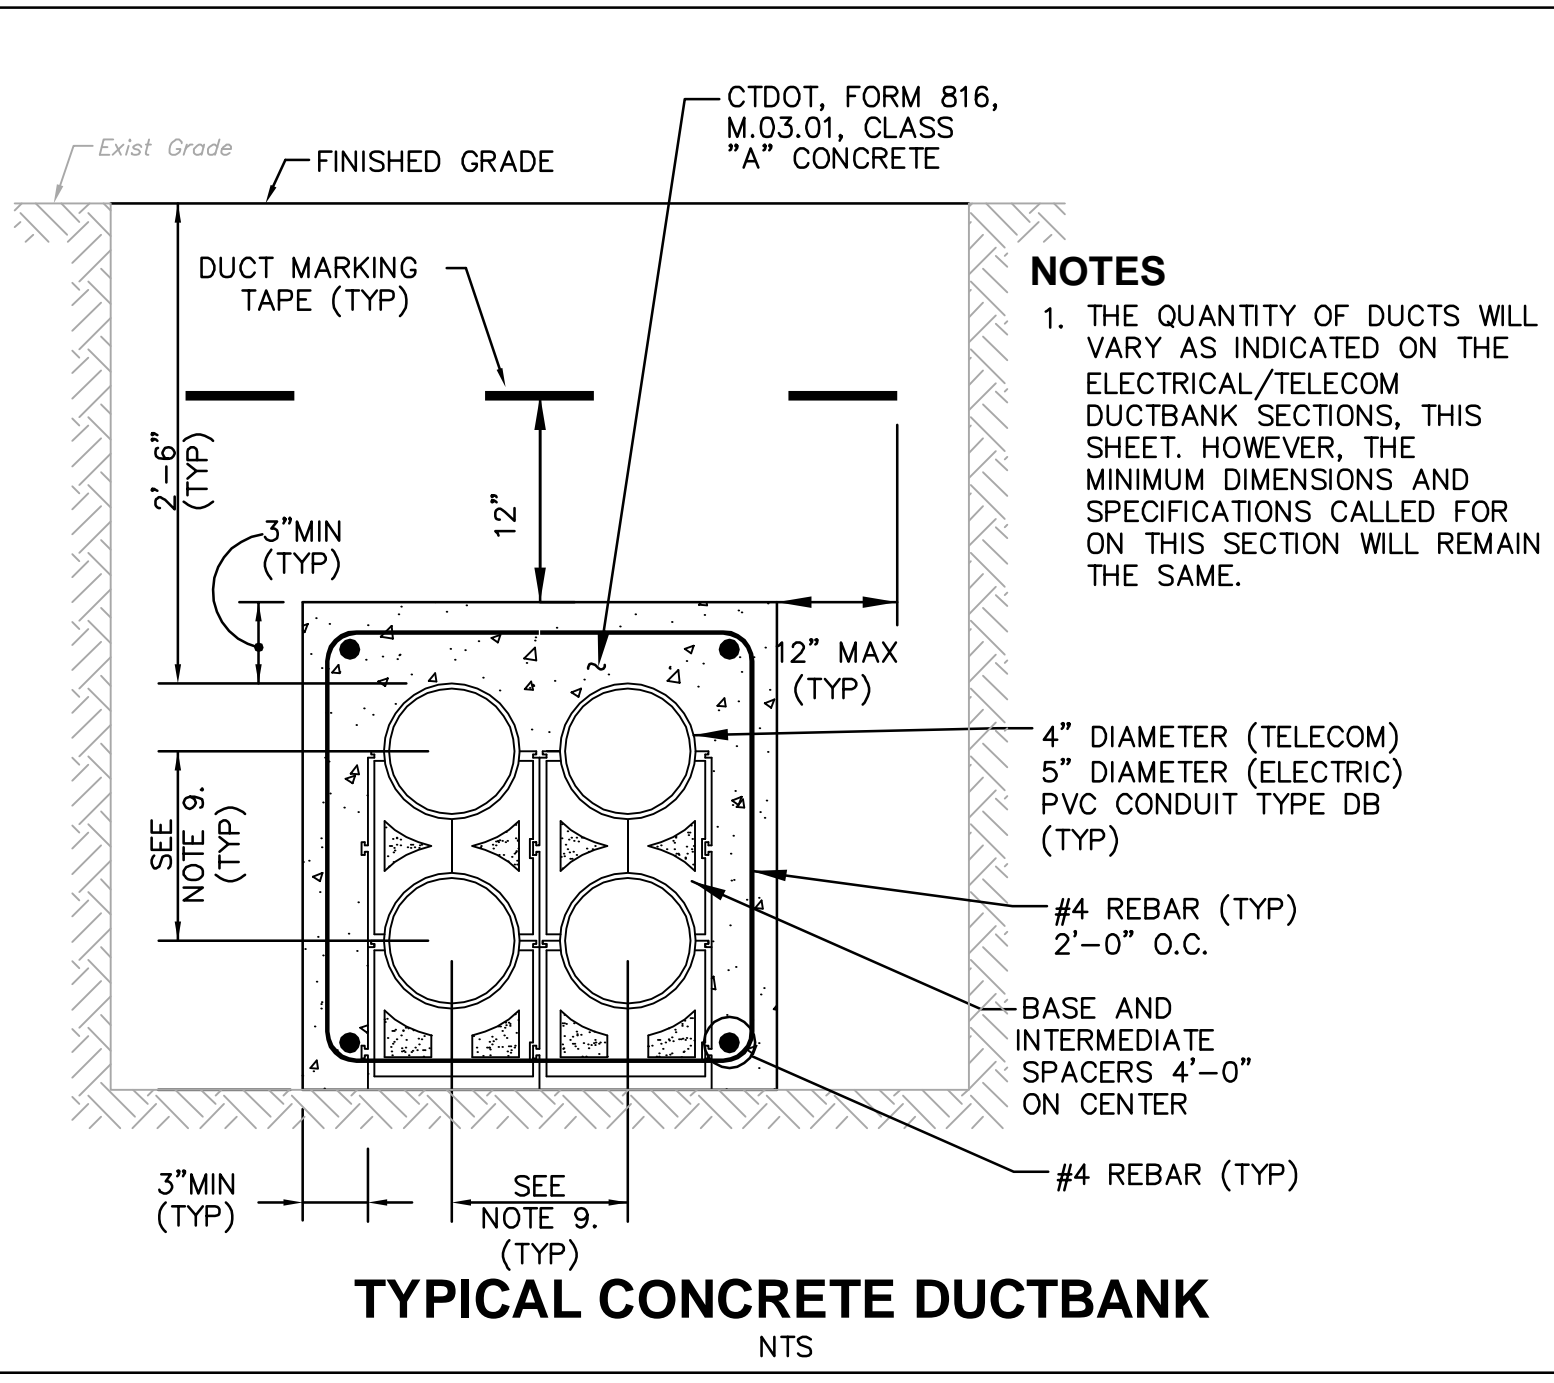 CTDOT, FORM 816,
M.03.01, CLASS
"A" CONCRETE
Exist Grade
FINISHED GRADE
DUCT MARKING
TAPE (TYP)
NOTES
1. THE QUANTITY OF DUCTS WILL
VARY AS INDICATED ON THE
ELECTRICAL/TELECOM
DUCTBANK SECTIONS, THIS
SHEET. HOWEVER, THE
MINIMUM DIMENSIONS AND
SPECIFICATIONS CALLED FOR
ON THIS SECTION WILL REMAIN
THE SAME.
2'-6"
(TYP)
12"
3"MIN
(TYP)
12" MAX
(TYP)
4" DIAMETER (TELECOM)
5" DIAMETER (ELECTRIC)
PVC CONDUIT TYPE DB
(TYP)
SEE
NOTE 9.
(TYP)
#4 REBAR (TYP)
2'-0" O.C.
BASE AND
INTERMEDIATE
SPACERS 4'-0"
ON CENTER
#4 REBAR (TYP)
3"MIN
(TYP)
SEE
NOTE 9.
(TYP)
TYPICAL CONCRETE DUCTBANK
NTS